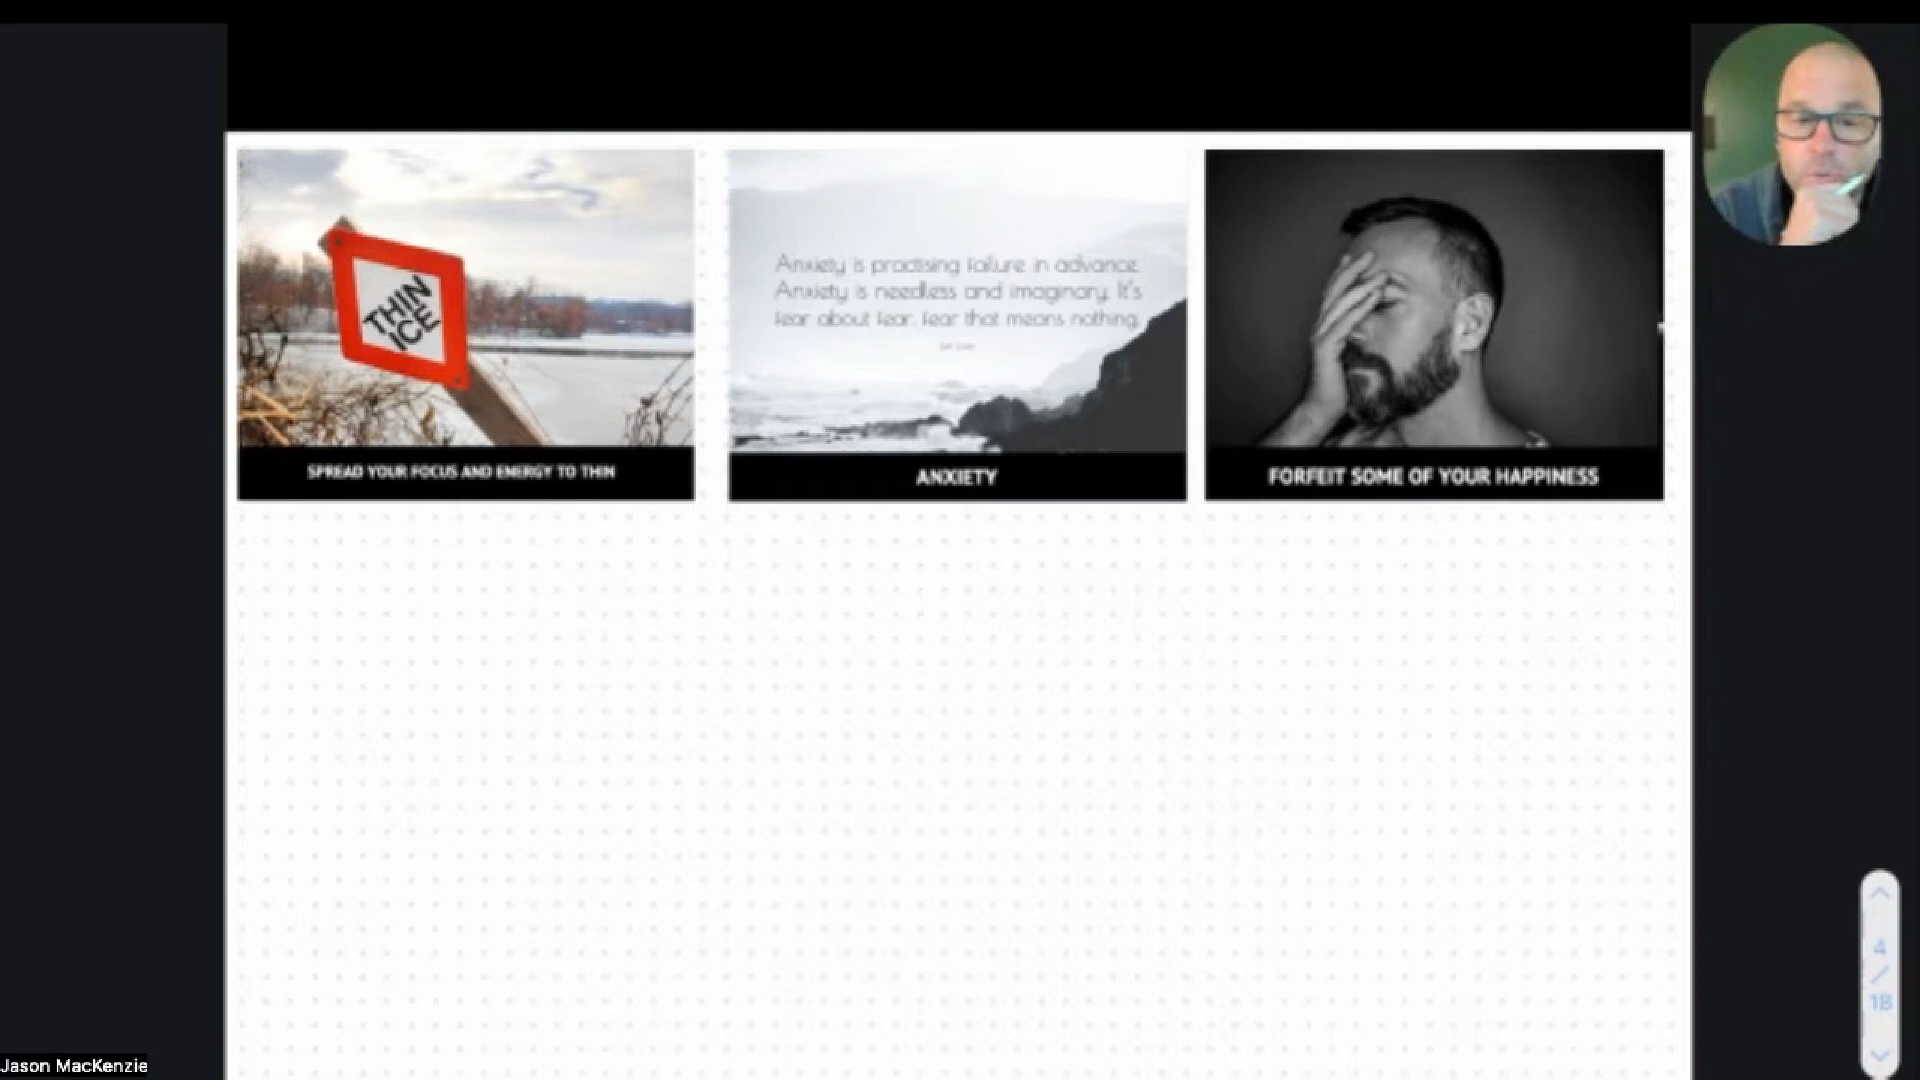 THIN
ICE
SPREAD YOUR FOCUS AND ENERGY TO THIN
Anxiety is practising failure in advance.
Anxiety is needless and imaginary. It's
fear about fear, fear that means nothing.
ANXIETY
FORFEIT SOME OF YOUR HAPPINESS
4
/
18
Jason MacKenzie